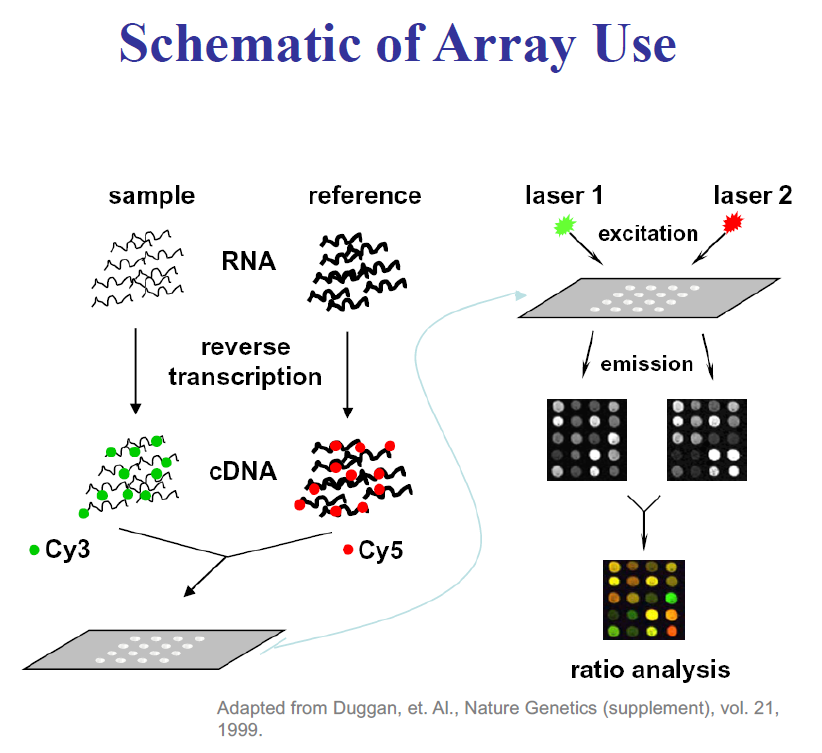 Schematic of Array Use
sample
reference
RNA
reverse
transcription
cDNA
Cy3
Cy5
laser 1
laser 2
excitation
emission
ratio analysis
Adapted from Duggan, et. Al., Nature Genetics (supplement), vol. 21,
1999.